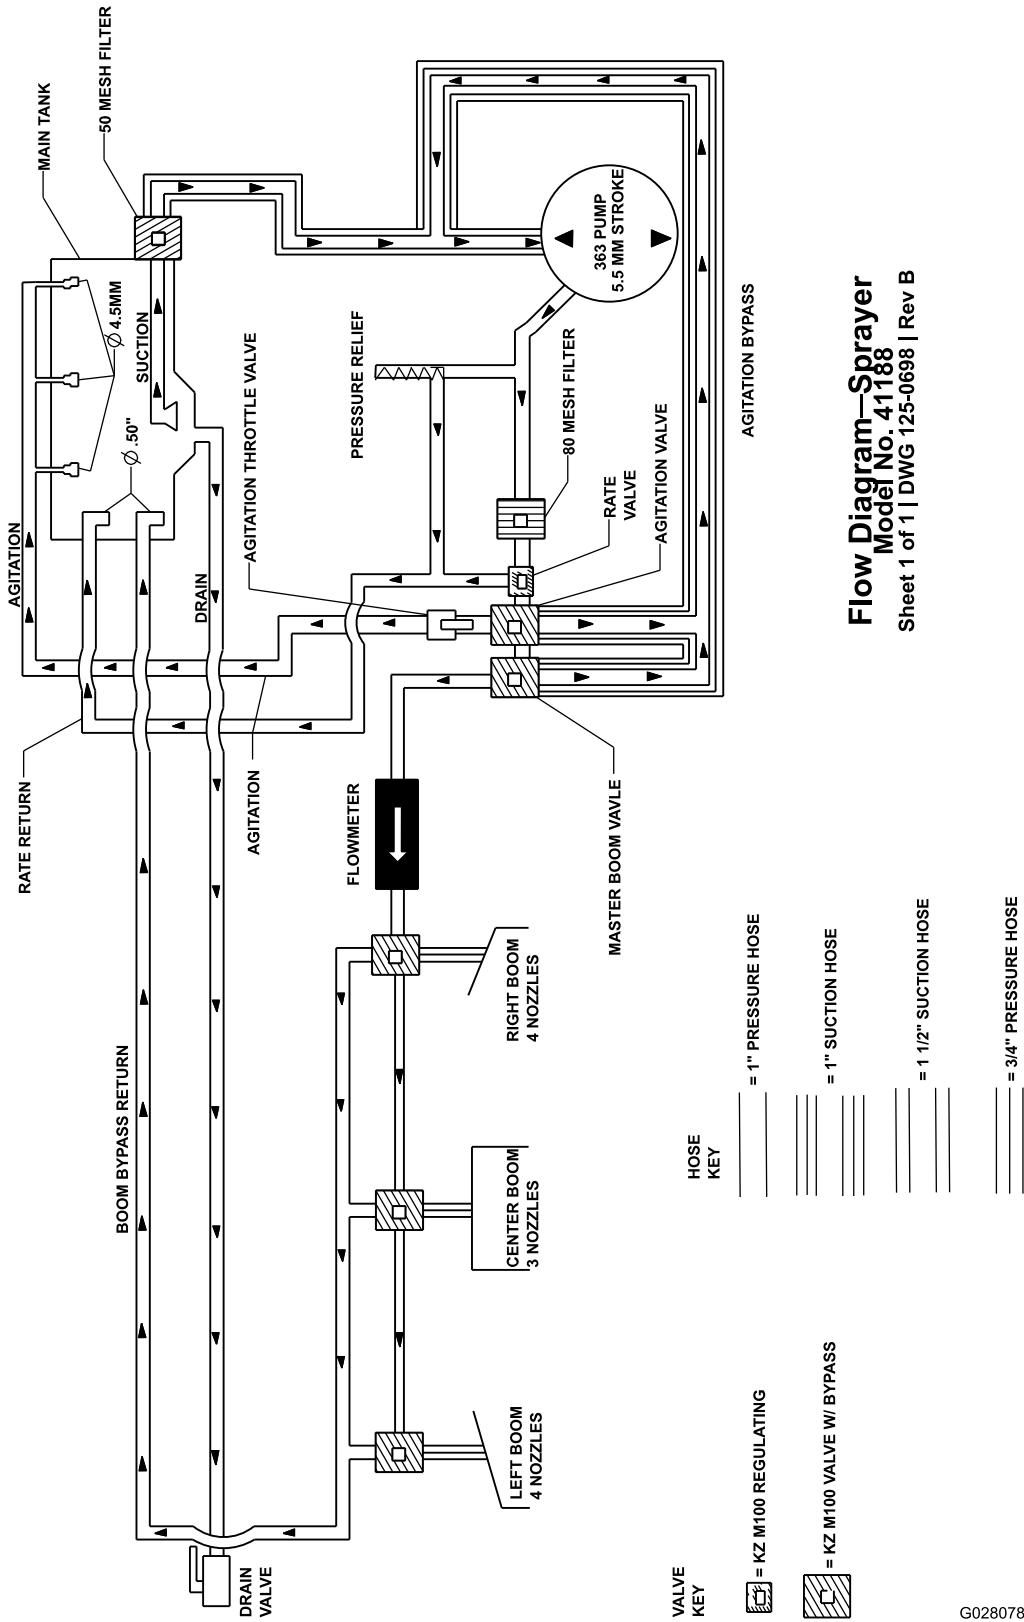 50 MESH FILTER
MAIN TANK
Ø 4.5MM
SUCTION
Ø .50"
AGITATION
DRAIN
AGITATION THROTTLE VALVE
PRESSURE RELIEF
363 PUMP
5.5 MM STROKE
80 MESH FILTER
RATE
VALVE
AGITATION VALVE
AGITATION BYPASS
RATE RETURN
AGITATION
FLOWMETER
MASTER BOOM VAVLE
BOOM BYPASS RETURN
RIGHT BOOM
4 NOZZLES
CENTER BOOM
3 NOZZLES
LEFT BOOM
4 NOZZLES
DRAIN
VALVE
Flow Diagram—Sprayer
Model No. 41188
Sheet 1 of 1 | DWG 125-0698 | Rev B
HOSE
KEY
= 1" PRESSURE HOSE
= 1" SUCTION HOSE
= 1 1/2" SUCTION HOSE
= 3/4" PRESSURE HOSE
VALVE
KEY
= KZ M100 REGULATING
= KZ M100 VALVE W/ BYPASS
G028078